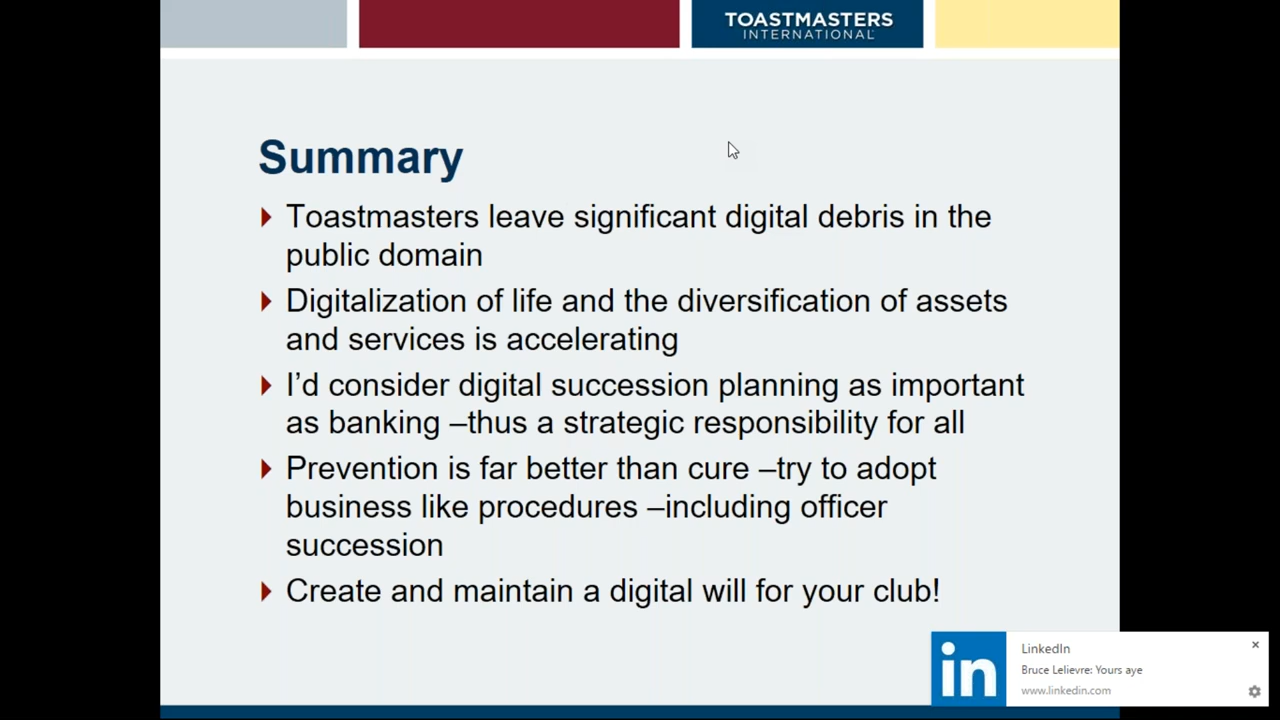 TOASTMASTERS
INTERNATIONAL
Summary
Toastmasters leave significant digital debris in the
public domain
Digitalization of life and the diversification of assets
and services is accelerating
I’d consider digital succession planning as important
as banking –thus a strategic responsibility for all
Prevention is far better than cure –try to adopt
business like procedures –including officer
succession
Create and maintain a digital will for your club!
in
LinkedIn
Bruce Lelievre: Yours aye
www.linkedin.com